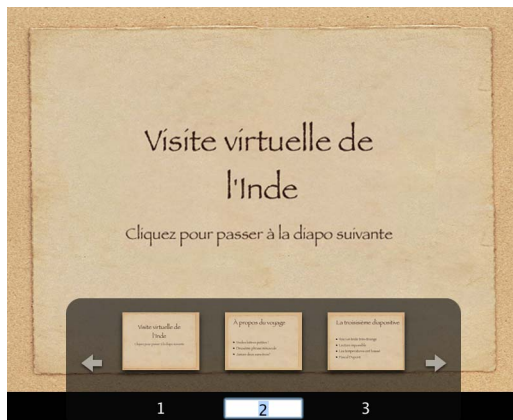 Visite virtuelle de
l'Inde
Cliquez pour passer à la diapo suivante
Visite virtuelle de
l'Inde
À propos du voyage
La troisième diapositive
1
2
3